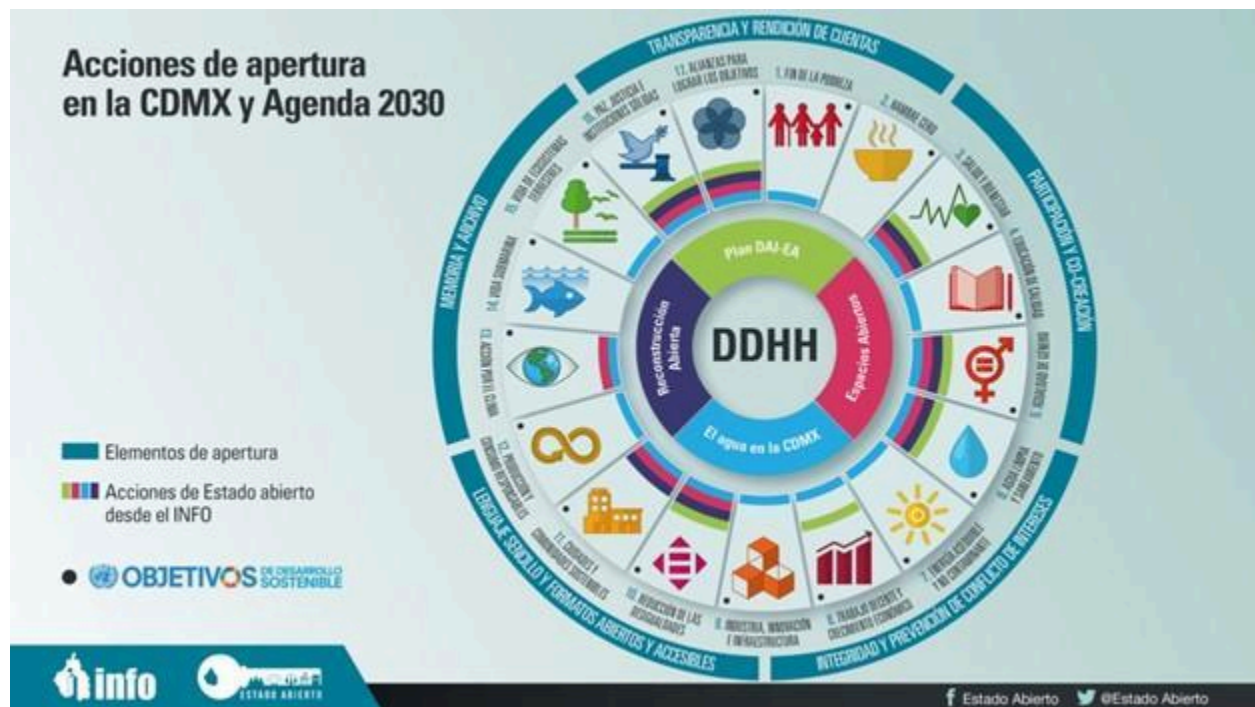 Acciones de apertura
en la CDMX y Agenda 2030
TRANSPARENCIA Y RENDICIÓN DE CUENTAS
PARTICIPACIÓN Y CO-CREACIÓN
INTEGRIDAD Y PREVENCIÓN DE CONFLICTO DE INTERESES
LENGUAJE SENCILLO Y FORMATOS ABIERTOS Y ACCESIBLES
MEMORIA Y ARCHIVO
1. FIN DE LA POBREZA
2. HAMBRE CERO
3. SALUD Y BIENESTAR
4. EDUCACIÓN DE CALIDAD
5. IGUALDAD DE GÉNERO
6. AGUA LIMPIA
Y SANEAMIENTO
7. ENERGÍA ASEQUIBLE
Y NO CONTAMINANTE
8. TRABAJO DECENTE Y
CRECIMIENTO ECONÓMICO
9. INDUSTRIA, INNOVACIÓN
E INFRAESTRUCTURA
10. REDUCCIÓN DE LAS
DESIGUALDADES
11. CIUDADES Y
COMUNIDADES SOSTENIBLES
12. PRODUCCIÓN Y
CONSUMO RESPONSABLES
13. ACCIÓN POR EL CLIMA
14. VIDA SUBMARINA
15. VIDA DE ECOSISTEMAS
TERRESTRES
16. PAZ, JUSTICIA E
INSTITUCIONES SÓLIDAS
17. ALIANZAS PARA
LOGRAR LOS OBJETIVOS
Plan DAI-EA
Espacios Abiertos
El agua en la CDMX
Reconstrucción
Abierta
DDHH
Elementos de apertura
Acciones de Estado abierto
desde el INFO
OBJETIVOS DE DESARROLLO
SOSTENIBLE
info
ESTADO ABIERTO
f Estado Abierto
@Estado Abierto